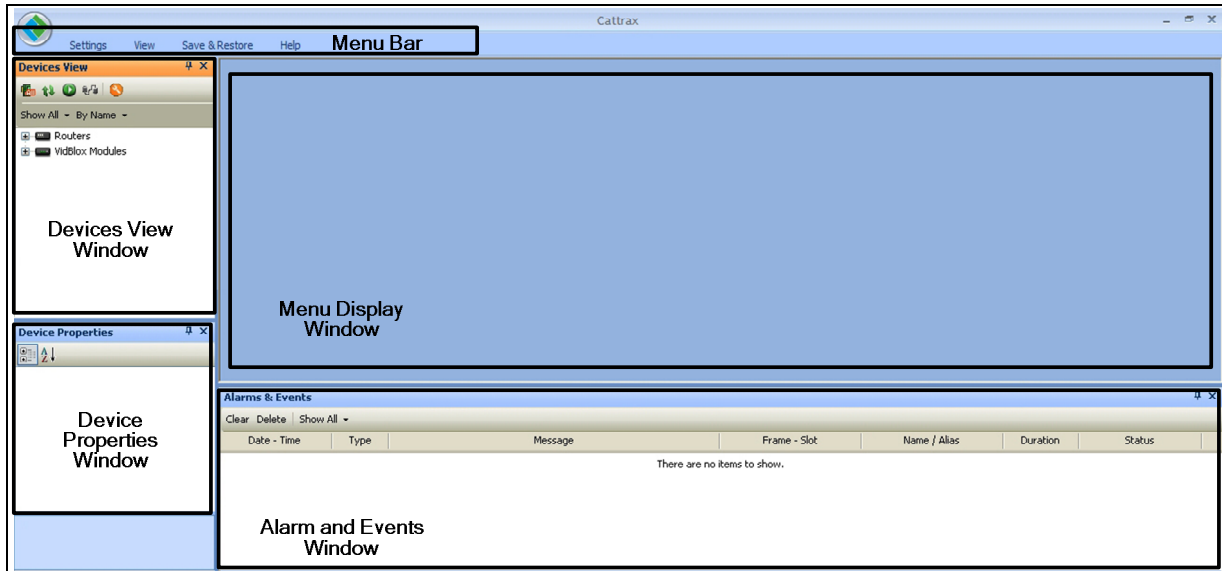 Cattrax
Settings View Save & Restore Help Menu Bar
Devices View
Show All By Name
Routers
VidBlox Modules
Devices View
Window
Menu Display
Window
Device Properties
Device
Properties
Window
Alarms & Events
Clear Delete Show All
Date - Time Type Message Frame - Slot Name / Alias Duration Status
There are no items to show.
Alarm and Events
Window